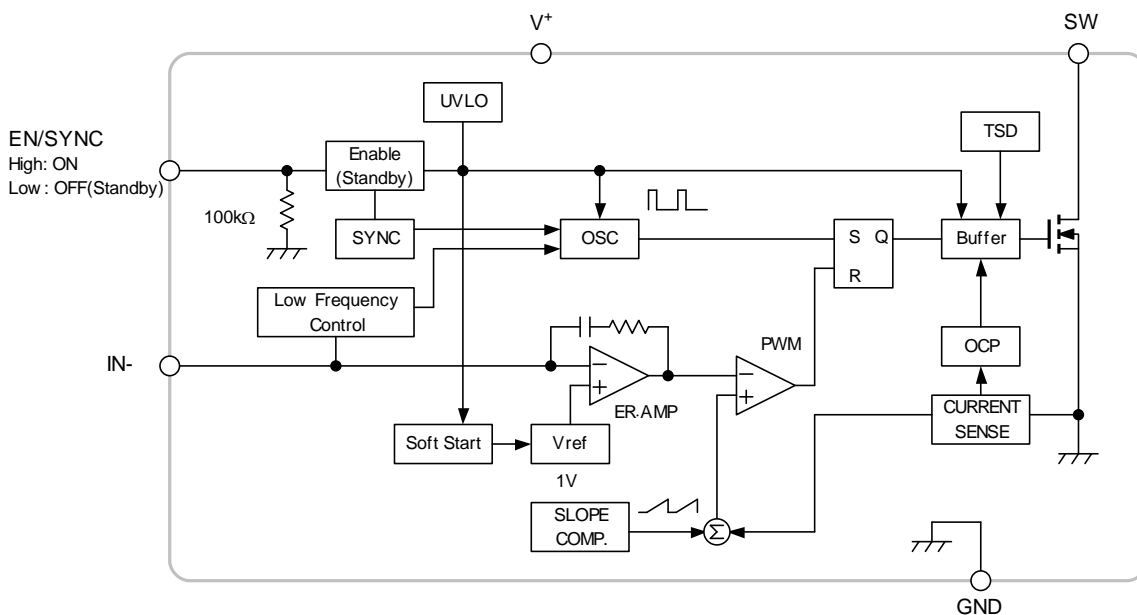 V+
SW
UVLO
TSD
EN/SYNC
High: ON
Low : OFF(Standby)
Enable
(Standby)
100kΩ
SYNC
OSC
S Q
R
Buffer
Low Frequency
Control
PWM
OCP
IN-
−
+
ER.AMP
−
+
CURRENT
SENSE
Soft Start
Vref
1V
SLOPE
COMP.
Σ
GND